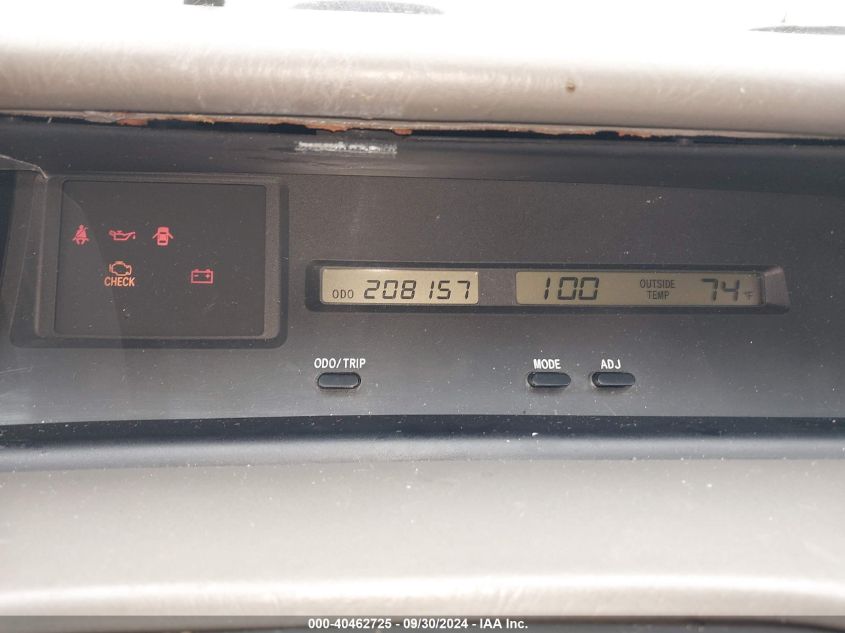 CHECK
ODO 208157
100 OUTSIDE TEMP 74°F
ODO/TRIP
MODE ADJ
000-40462725 - 09/30/2024 - IAA Inc.